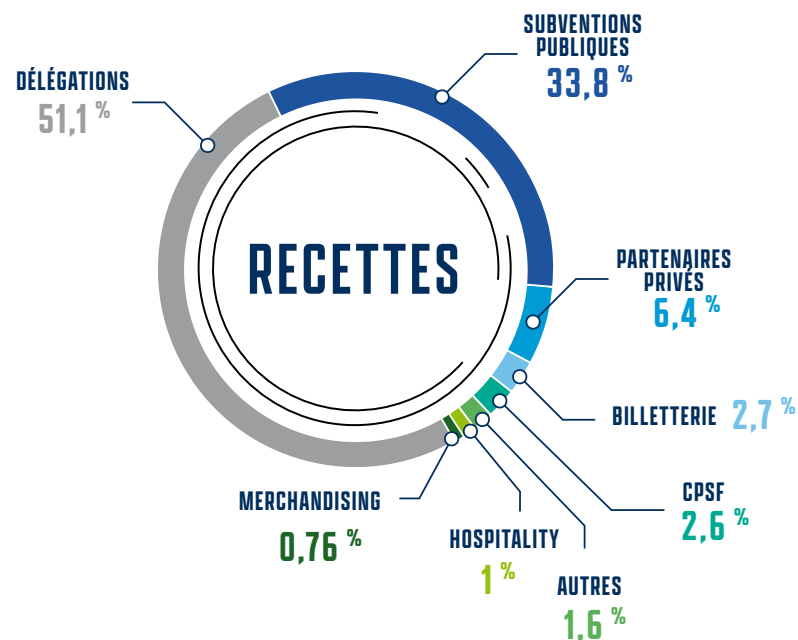 SUBVENTIONS
PUBLIQUES
33,8 %
DÉLÉGATIONS
51,1 %
RECETTES
PARTENAIRES
PRIVÉS
6,4 %
BILLETTERIE 2,7 %
CPSF
2,6 %
MERCHANDISING
0,76 %
HOSPITALITY
1 %
AUTRES
1,6 %